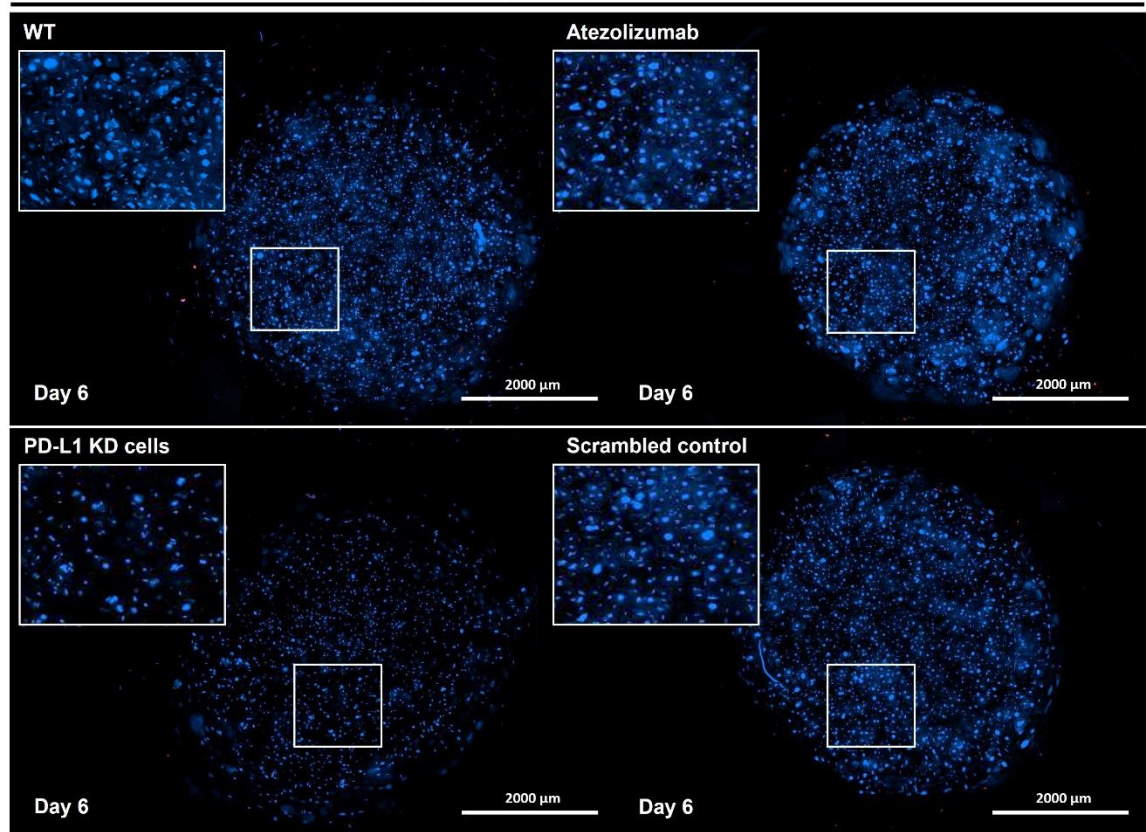 WT
Atezolizumab
Day 6
2000 µm
Day 6
2000 µm
PD-L1 KD cells
Scrambled control
Day 6
2000 µm
Day 6
2000 µm